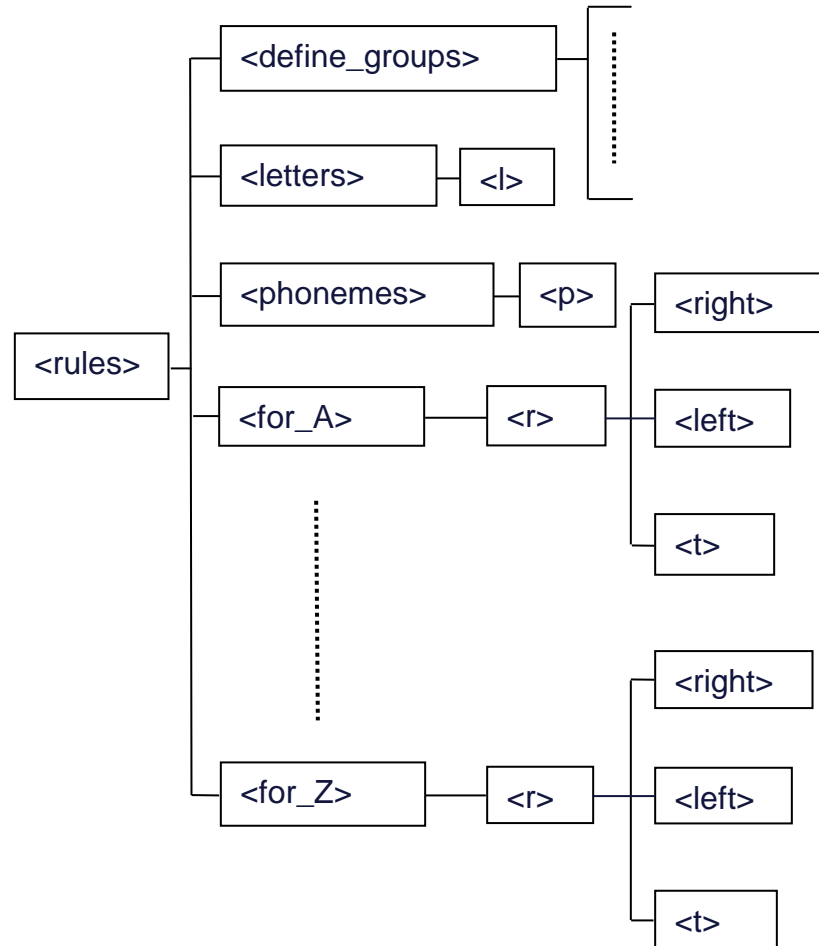 <define_groups>
<letters>
<l>
<phonemes>
<p>
<right>
<rules>
<for_A>
<r>
<left>
<t>
<right>
<for_Z>
<r>
<left>
<t>